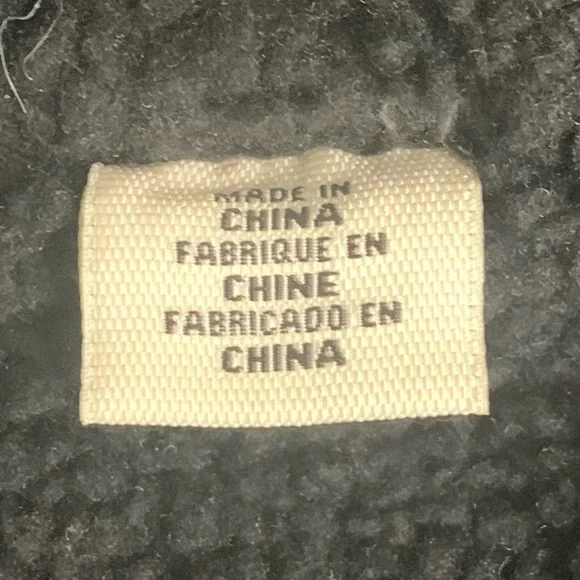 MADE IN
CHINA
FABRIQUE EN
CHINE
FABRICADO EN
CHINA